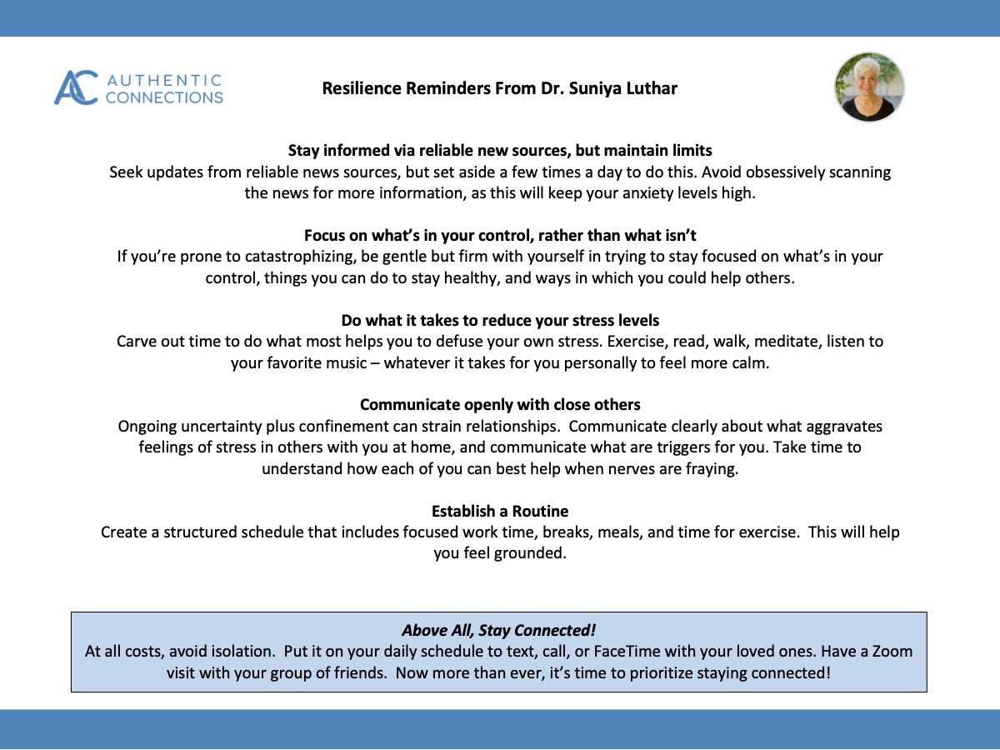 AUTHENTIC
CONNECTIONS
Resilience Reminders From Dr. Suniya Luthar
Stay informed via reliable new sources, but maintain limits
Seek updates from reliable news sources, but set aside a few times a day to do this. Avoid obsessively scanning
the news for more information, as this will keep your anxiety levels high.
Focus on what’s in your control, rather than what isn’t
If you’re prone to catastrophizing, be gentle but firm with yourself in trying to stay focused on what’s in your
control, things you can do to stay healthy, and ways in which you could help others.
Do what it takes to reduce your stress levels
Carve out time to do what most helps you to defuse your own stress. Exercise, read, walk, meditate, listen to
your favorite music – whatever it takes for you personally to feel more calm.
Communicate openly with close others
Ongoing uncertainty plus confinement can strain relationships.  Communicate clearly about what aggravates
feelings of stress in others with you at home, and communicate what are triggers for you. Take time to
understand how each of you can best help when nerves are fraying.
Establish a Routine
Create a structured schedule that includes focused work time, breaks, meals, and time for exercise.  This will help
you feel grounded.
Above All, Stay Connected!
At all costs, avoid isolation.  Put it on your daily schedule to text, call, or FaceTime with your loved ones. Have a Zoom
visit with your group of friends.  Now more than ever, it’s time to prioritize staying connected!